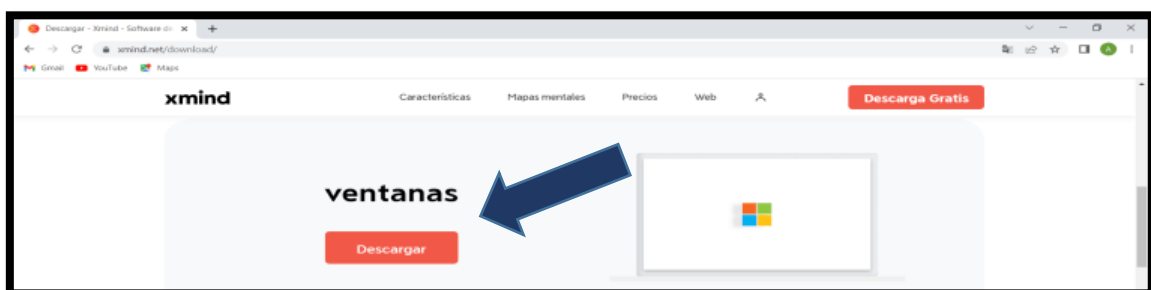 Descargar - Xmind - Software de
xmind.net/download/
Gmail YouTube Maps
xmind Características Mapas mentales Precios Web Descarga Gratis
ventanas
Descargar